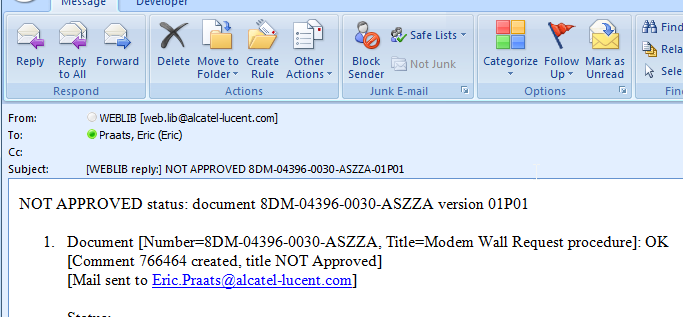 Message Developer
Reply Reply to All Forward Delete Move to Folder Create Rule Other Actions Block Sender Safe Lists Not Junk Categorize Follow Up Mark as Unread Find Rela Sele
Respond Actions Junk E-mail Options Fin
From: WEBLIB [web.lib@alcatel-lucent.com]
To: Praats, Eric (Eric)
Cc:
Subject: [WEBLIB reply:] NOT APPROVED 8DM-04396-0030-ASZZA-01P01
NOT APPROVED status: document 8DM-04396-0030-ASZZA version 01P01
1. Document [Number=8DM-04396-0030-ASZZA, Title=Modem Wall Request procedure]: OK
[Comment 766464 created, title NOT Approved]
[Mail sent to Eric.Praats@alcatel-lucent.com]
Status: